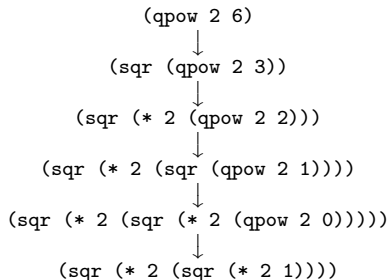 (qpow 2 6)
(sqr (qpow 2 3))
(sqr (* 2 (qpow 2 2)))
(sqr (* 2 (sqr (qpow 2 1))))
(sqr (* 2 (sqr (* 2 (qpow 2 0)))))
(sqr (* 2 (sqr (* 2 1))))